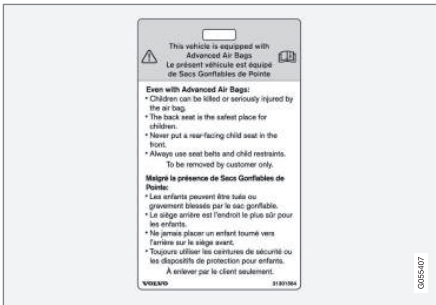 This vehicle is equipped with
Advanced Air Bags
Le présent véhicule est équipé
de Sacs Gonflables de Pointe
Even with Advanced Air Bags:
• Children can be killed or seriously injured by
the air bag.
• The back seat is the safest place for
children.
• Never put a rear-facing child seat in the
front.
• Always use seat belts and child restraints.
To be removed by customer only.
Malgré la présence de Sacs Gonflables de
Pointe:
• Les enfants peuvent être tués ou
gravement blessés par le sac gonflable.
• Le siège arrière est l'endroit le plus sûr pour
les enfants.
• Ne jamais placer un enfant tourné vers
l'arrière sur le siège avant.
• Toujours utiliser les ceintures de sécurité ou
les dispositifs de protection pour enfants.
À enlever par le client seulement.
VOLVO 31351564
G055407